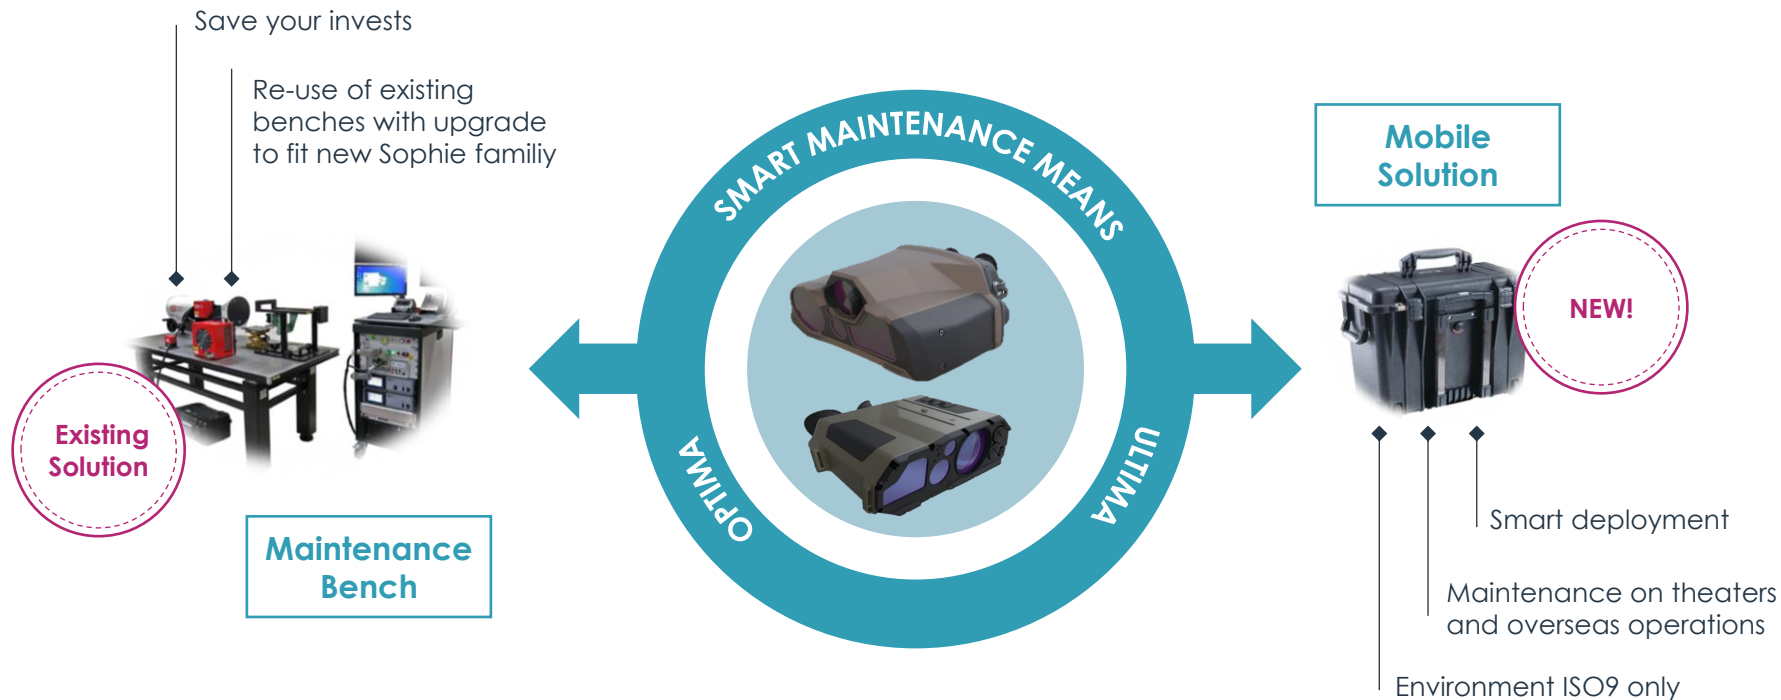 Save your invests
Re-use of existing
benches with upgrade
to fit new Sophie familiy
Existing
Solution
Maintenance
Bench
SMART MAINTENANCE MEANS
OPTIMA
ULTIMA
Mobile
Solution
NEW!
Smart deployment
Maintenance on theaters
and overseas operations
Environment ISO9 only